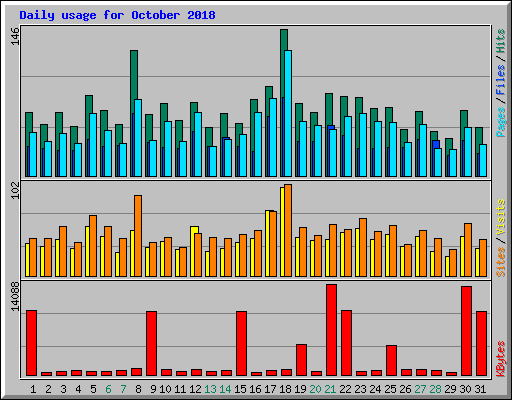 Daily usage for October 2018
146
Pages / Files / Hits
102
Sites / Visits
14088
KBytes
1 2 3 4 5 6 7 8 9 10 11 12 13 14 15 16 17 18 19 20 21 22 23 24 25 26 27 28 29 30 31